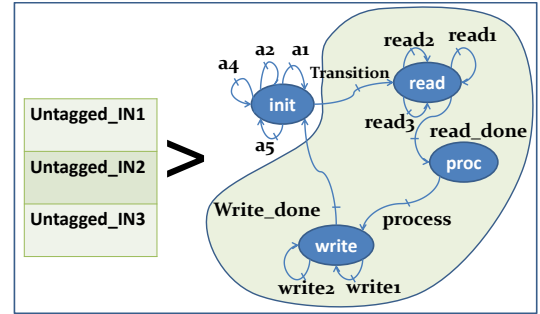 Untagged_IN1
Untagged_IN2
Untagged_IN3
>
a4
a2
a1
init
a5
Transition
read2
read1
read
read3
read_done
proc
process
Write_done
write
write2
write1